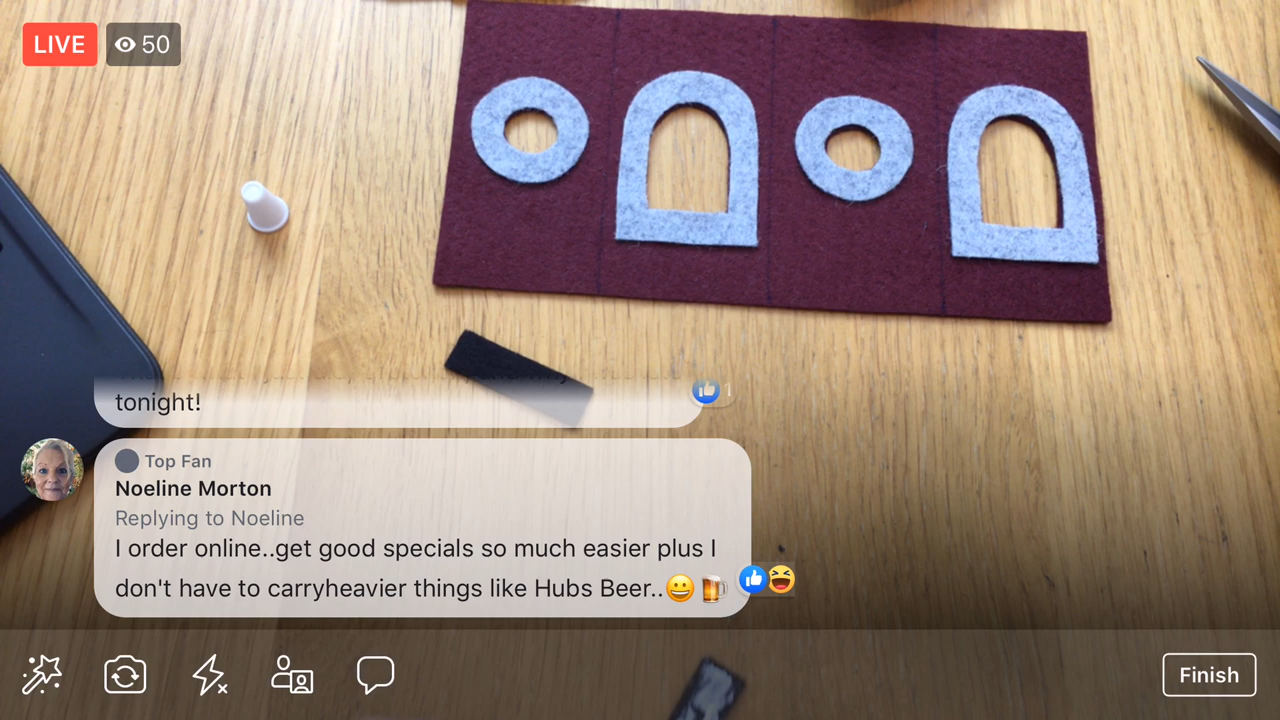 LIVE 50
tonight!
1
Top Fan
Noeline Morton
Replying to Noeline
I order online..get good specials so much easier plus I
don't have to carryheavier things like Hubs Beer..😀 🍺
Finish